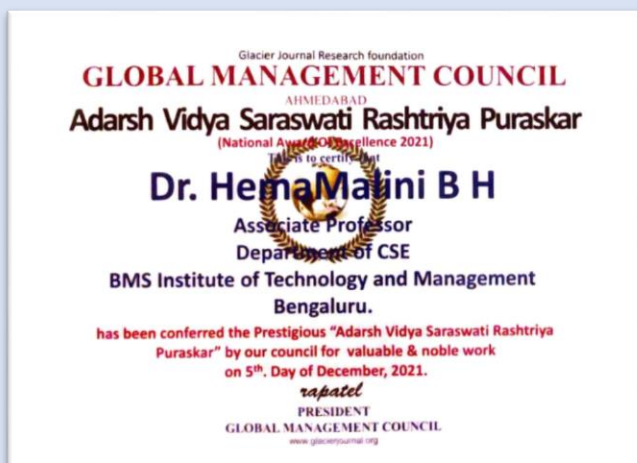 Glacier Journal Research foundation
GLOBAL MANAGEMENT COUNCIL
AHMEDABAD
Adarsh Vidya Saraswati Rashtriya Puraskar
(National Award Of Excellence 2021)
This is to certify that
Dr. HemaMalini B H
Associate Professor
Department of CSE
BMS Institute of Technology and Management
Bengaluru.
has been conferred the Prestigious "Adarsh Vidya Saraswati Rashtriya
Puraskar" by our council for valuable & noble work
on 5th. Day of December, 2021.
rapatel
PRESIDENT
GLOBAL MANAGEMENT COUNCIL
www.glacierjournal.org